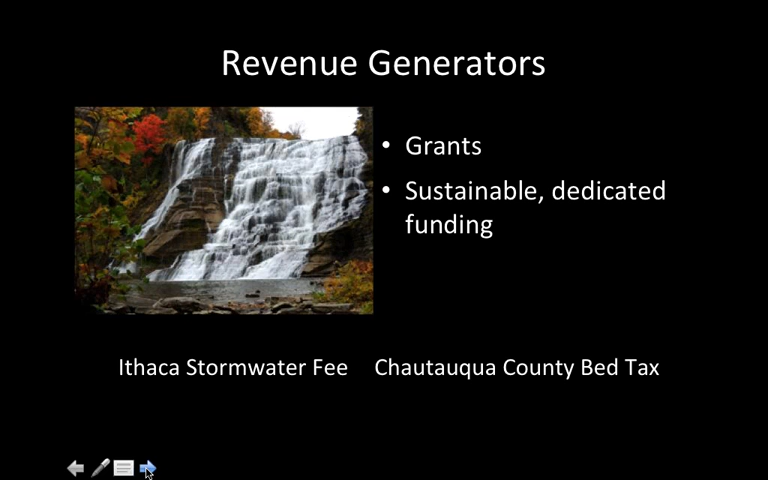 Revenue Generators
• Grants
• Sustainable, dedicated
funding
Ithaca Stormwater Fee Chautauqua County Bed Tax